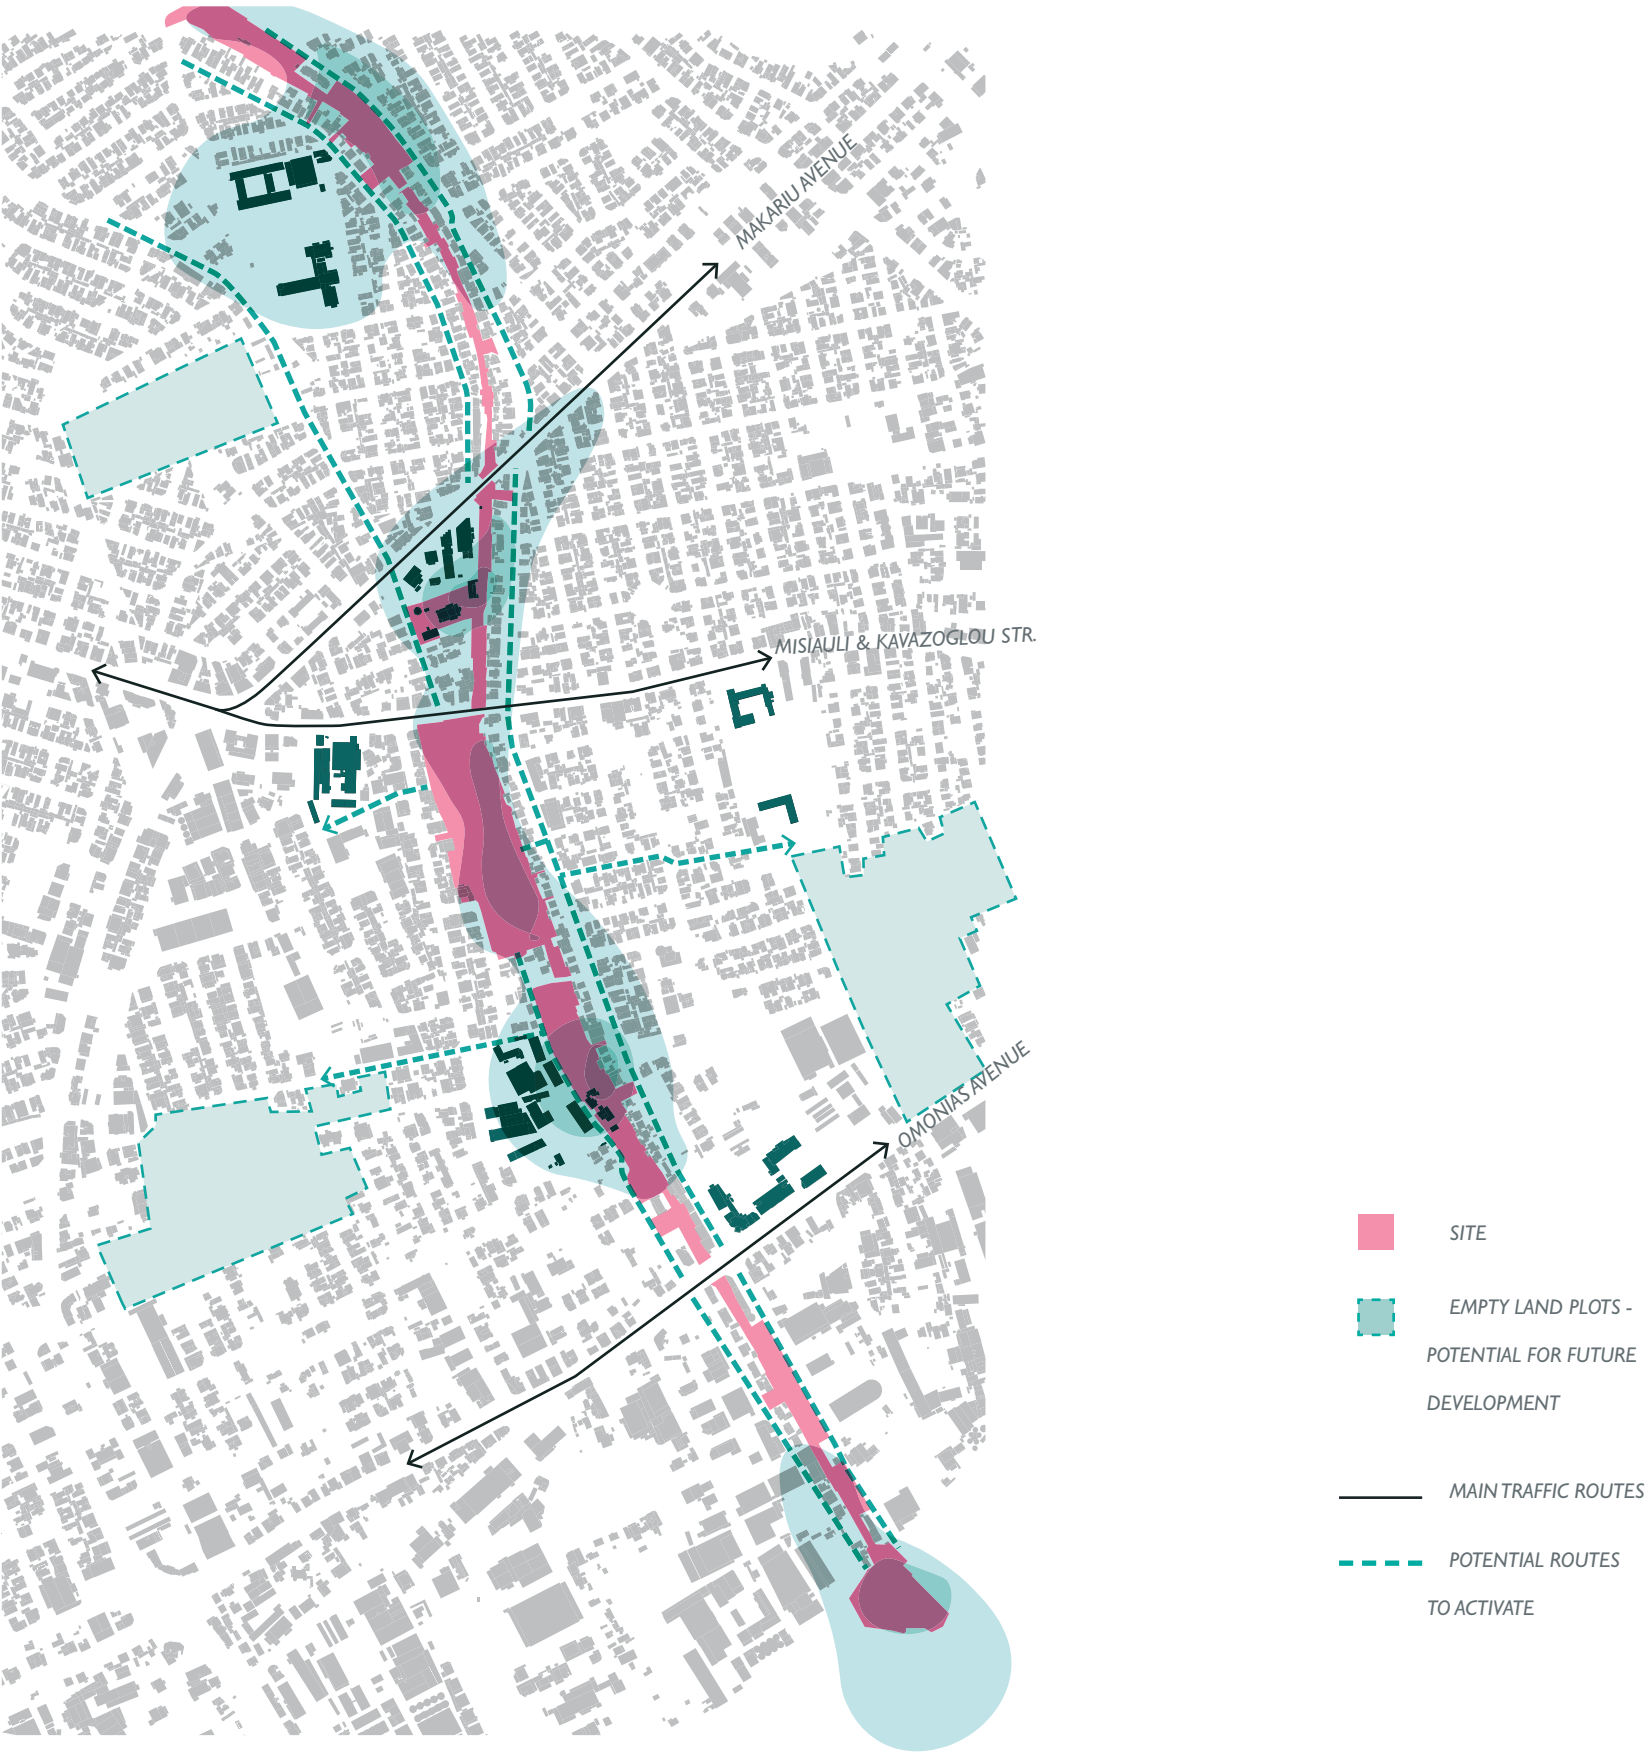 MAKARIU AVENUE
MISIAULI & KAVAZOGLOU STR.
OMONIAS AVENUE
SITE
EMPTY LAND PLOTS -
POTENTIAL FOR FUTURE
DEVELOPMENT
MAIN TRAFFIC ROUTES
POTENTIAL ROUTES
TO ACTIVATE